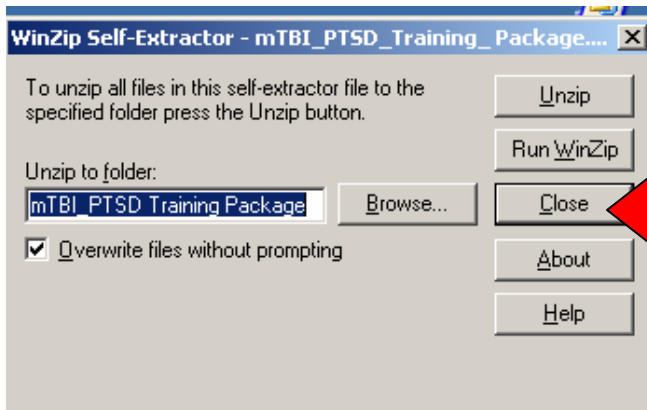 WinZip Self-Extractor - mTBI_PTSD_Training_ Package....
To unzip all files in this self-extractor file to the
specified folder press the Unzip button.
Unzip to folder:
mTBI_PTSD Training Package
Browse...
Overwrite files without prompting
Unzip
Run WinZip
Close
About
Help